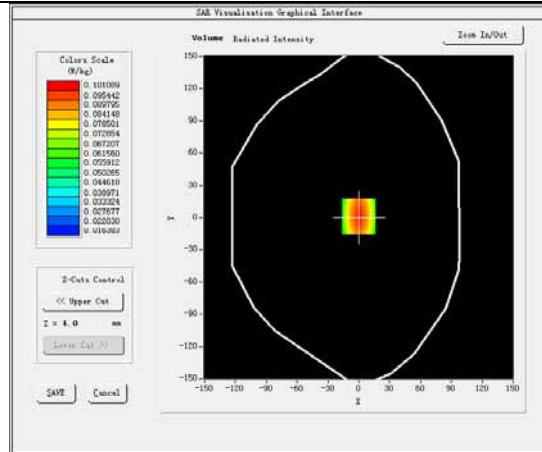 SAR Visualisation Graphical Interface
Volume Radiated Intensity
Zoom In/Out
Colors Scale
(W/kg)
0.101089
0.095442
0.089795
0.084148
0.078501
0.072854
0.067207
0.061560
0.055912
0.050265
0.044618
0.038971
0.033324
0.027677
0.022030
0.016383
150
120
90
60
30
0
-30
-60
-90
-120
-150
Y
-150 -120 -90 -60 -30 0 30 60 90 120 150
X
Z-Cuts Control
<< Upper Cut
Z = 4.0 mm
Lower Cut >>
SAVE Cancel